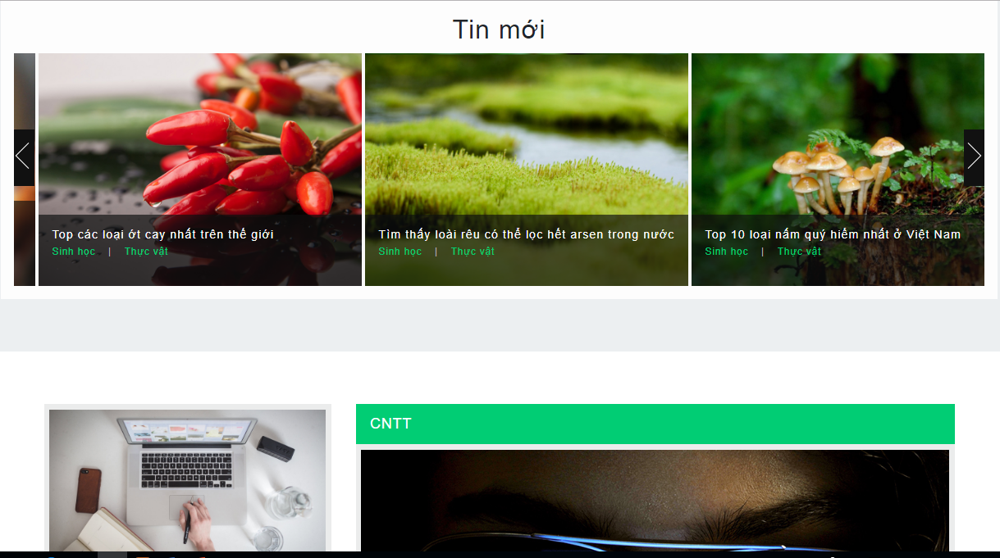 Tin mới
Top các loại ớt cay nhất trên thế giới
Sinh học | Thực vật
Tìm thấy loài rêu có thể lọc hết arsen trong nước
Sinh học | Thực vật
Top 10 loại nấm quý hiếm nhất ở Việt Nam
Sinh học | Thực vật
CNTT